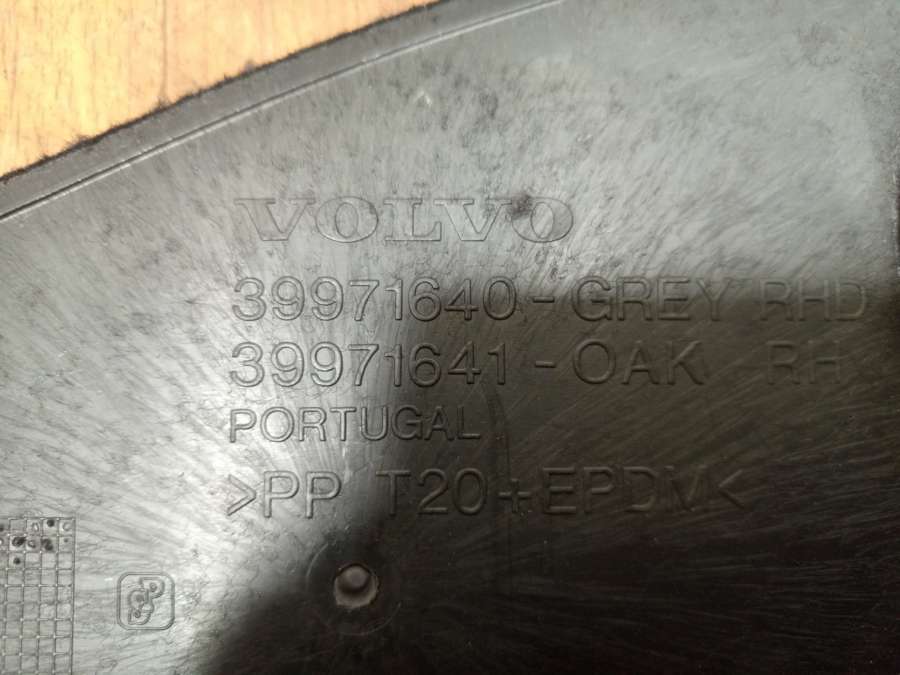 VOLVO
39971640-GREY RHD
39971641-OAK RH
PORTUGAL
>PP T20+EPDM<